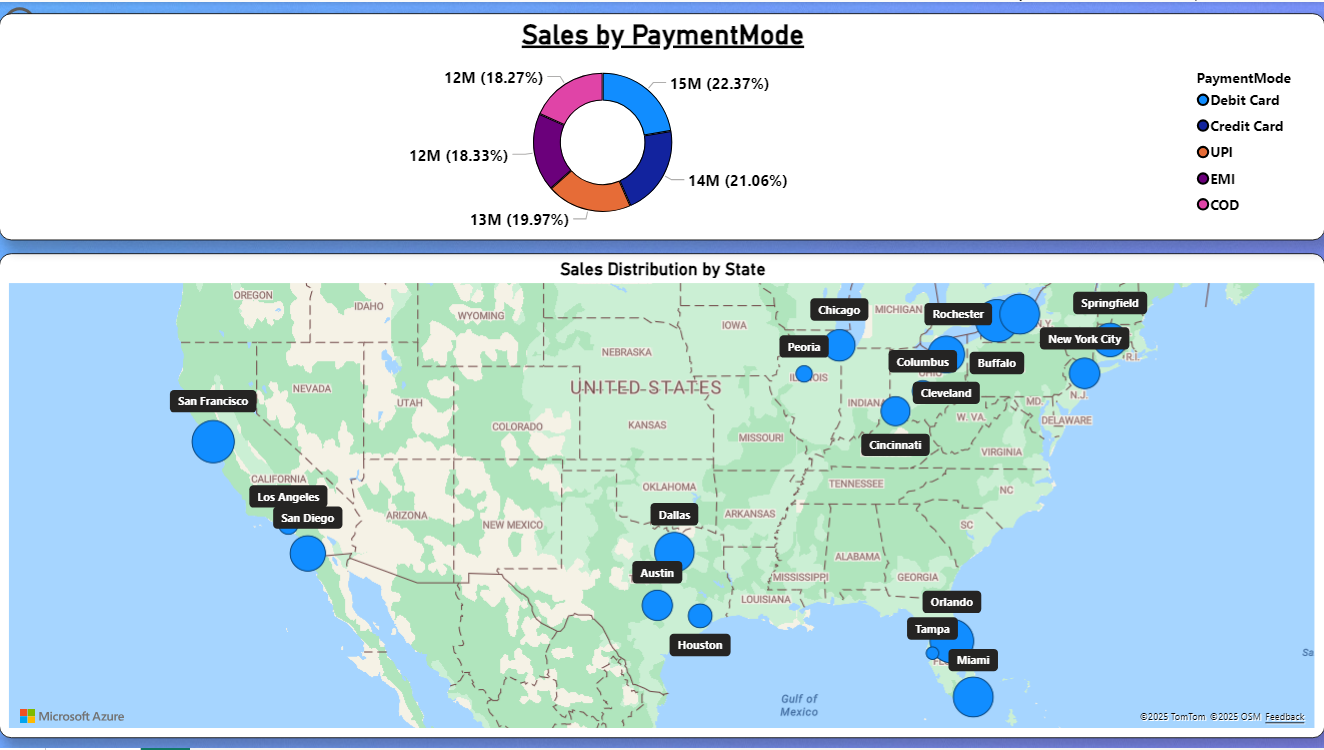 Sales by PaymentMode
12M (18.27%)
15M (22.37%)
12M (18.33%)
14M (21.06%)
13M (19.97%)
PaymentMode
Debit Card
Credit Card
UPI
EMI
COD
Sales Distribution by State
OREGON
IDAHO
WYOMING
IOWA
Chicago
MICHIGAN
Rochester
Springfield
NEBRASKA
Peoria
New York City
R.I.
Columbus
Buffalo
UNITED STATES
NEVADA
UTAH
Cleveland
N.J.
San Francisco
INDIANA
MD.
COLORADO
KANSAS
MISSOURI
W. VA.
DELAWARE
Cincinnati
VIRGINIA
CALIFORNIA
OKLAHOMA
TENNESSEE
NC
Los Angeles
San Diego
ARIZONA
NEW MEXICO
Dallas
ARKANSAS
SC
Austin
MISSISSIPPI
ALABAMA
GEORGIA
LOUISIANA
Orlando
Tampa
Houston
Miami
Gulf of
Mexico
Microsoft Azure
©2025 TomTom ©2025 OSM Feedback